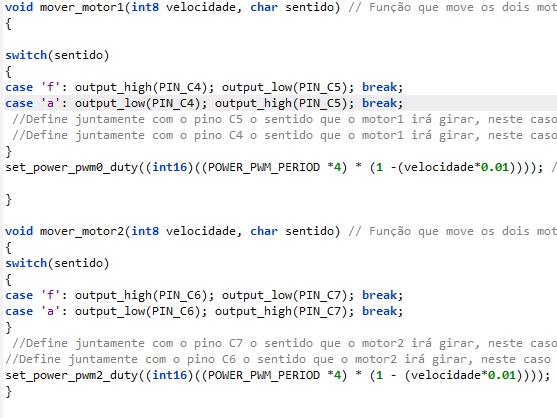 void mover_motor1(int8 velocidade, char sentido) // Função que move os dois mot
{
switch(sentido)
{
case 'f': output_high(PIN_C4); output_low(PIN_C5); break;
case 'a': output_low(PIN_C4); output_high(PIN_C5); break;
//Define juntamente com o pino C5 o sentido que o motor1 irá girar, neste caso
//Define juntamente com o pino C4 o sentido que o motor1 irá girar, neste caso
}
set_power_pwm0_duty((int16)((POWER_PWM_PERIOD *4) * (1 -(velocidade*0.01)))); /
}
void mover_motor2(int8 velocidade, char sentido) // Função que move os dois mot
{
switch(sentido)
{
case 'f': output_high(PIN_C6); output_low(PIN_C7); break;
case 'a': output_low(PIN_C6); output_high(PIN_C7); break;
}
//Define juntamente com o pino C7 o sentido que o motor2 irá girar, neste caso
//Define juntamente com o pino C6 o sentido que o motor2 irá girar, neste caso
set_power_pwm2_duty((int16)((POWER_PWM_PERIOD *4) * (1 - (velocidade*0.01))));
}